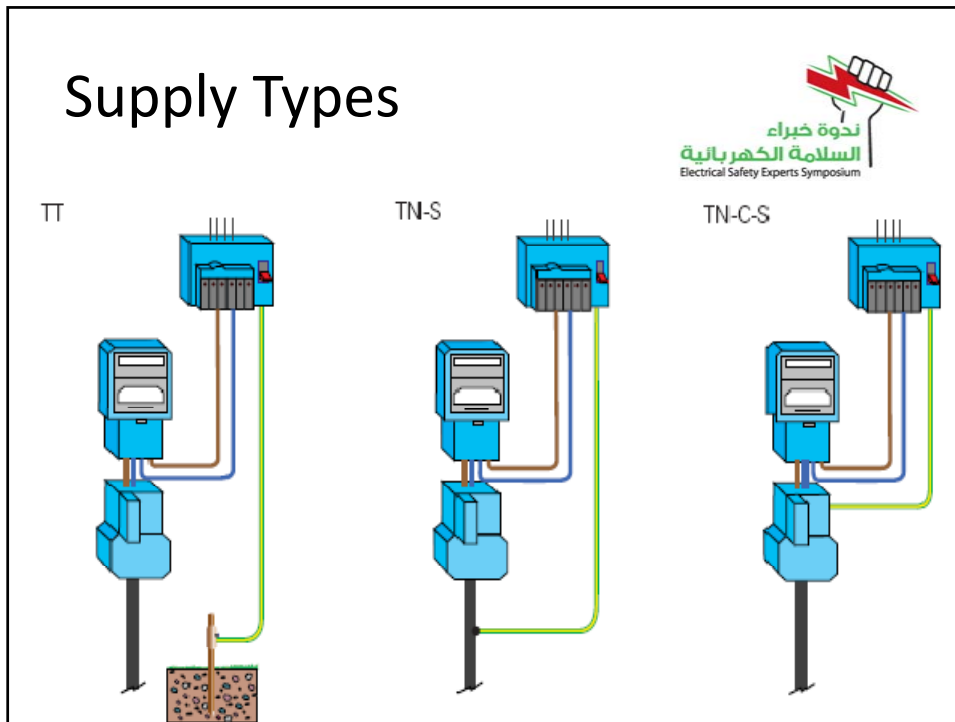 Supply Types
ندوة خبراء
السلامة الكهربائية
Electrical Safety Experts Symposium
TT
TN-S
TN-C-S